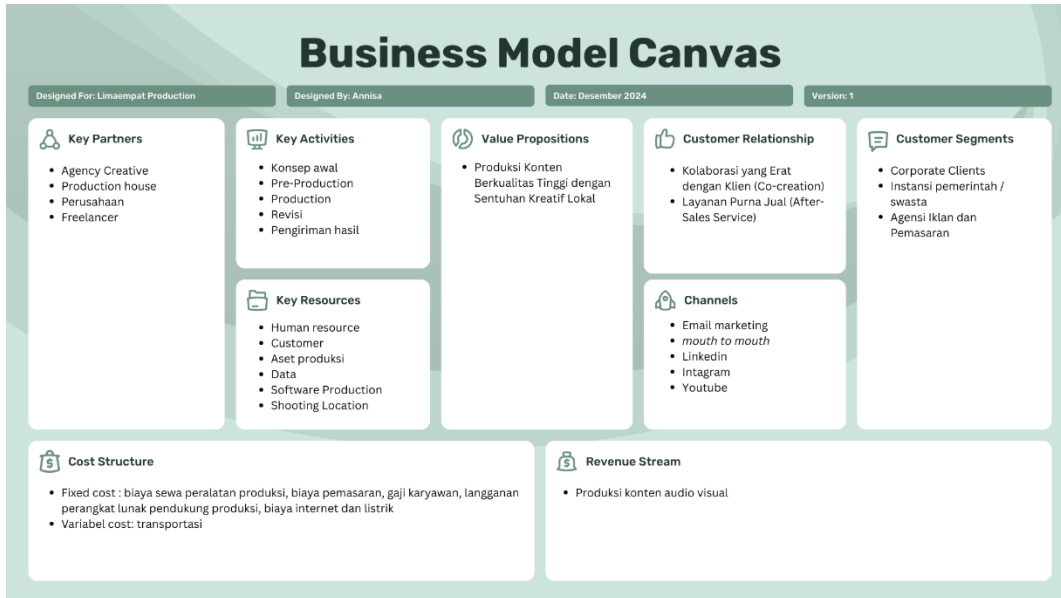 Business Model Canvas
Designed For: Limaempat Production
Designed By: Annisa
Date: Desember 2024
Version: 1
Key Partners
• Agency Creative
• Production house
• Perusahaan
• Freelancer
Key Activities
• Konsep awal
• Pre-Production
• Production
• Revisi
• Pengiriman hasil
Key Resources
• Human resource
• Customer
• Aset produksi
• Data
• Software Production
• Shooting Location
Value Propositions
• Produksi Konten
Berkualitas Tinggi dengan
Sentuhan Kreatif Lokal
Customer Relationship
• Kolaborasi yang Erat
dengan Klien (Co-creation)
• Layanan Purna Jual (After-
Sales Service)
Channels
• Email marketing
• mouth to mouth
• Linkedin
• Intagram
• Youtube
Customer Segments
• Corporate Clients
• Instansi pemerintah /
swasta
• Agensi Iklan dan
Pemasaran
Cost Structure
• Fixed cost : biaya sewa peralatan produksi, biaya pemasaran, gaji karyawan, langganan
perangkat lunak pendukung produksi, biaya internet dan listrik
• Variabel cost: transportasi
Revenue Stream
• Produksi konten audio visual